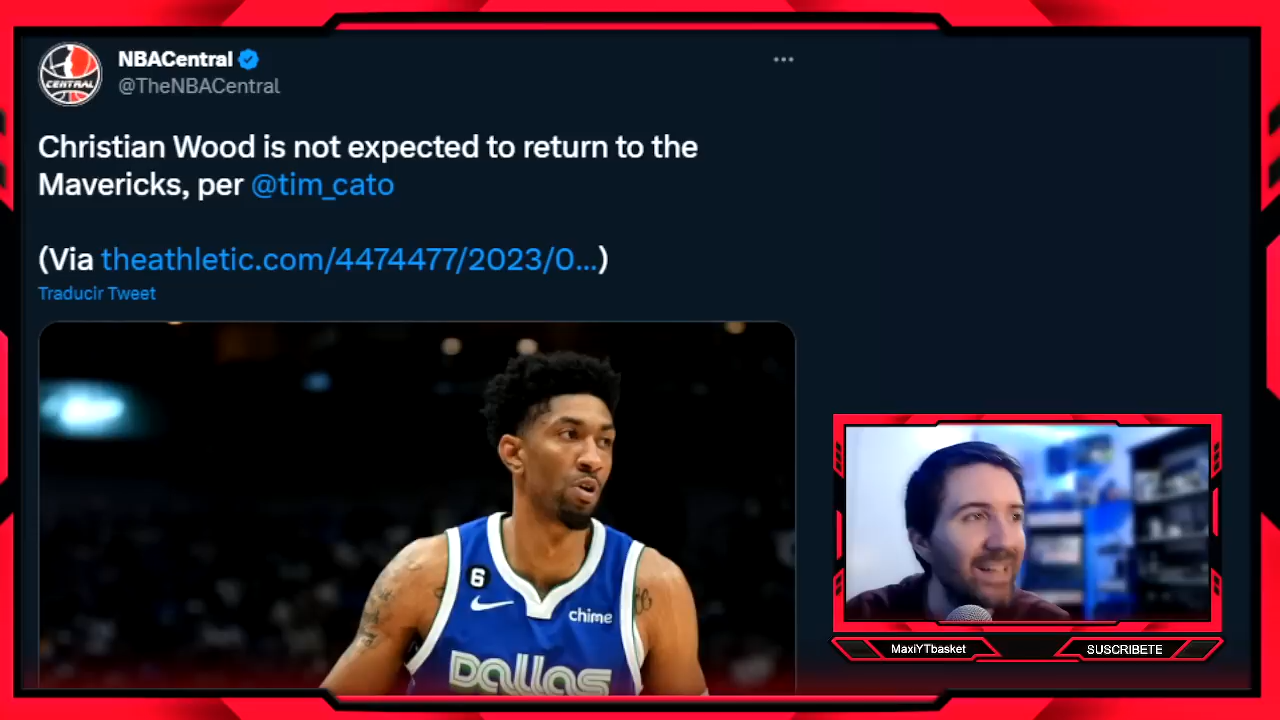 NBACentral
@TheNBACentral
Christian Wood is not expected to return to the
Mavericks, per @tim_cato
(Via theathletic.com/4474477/2023/0...)
Traducir Tweet
CENTRAL
6
chime
Dallas
MaxiYTbasket
SUSCRIBETE